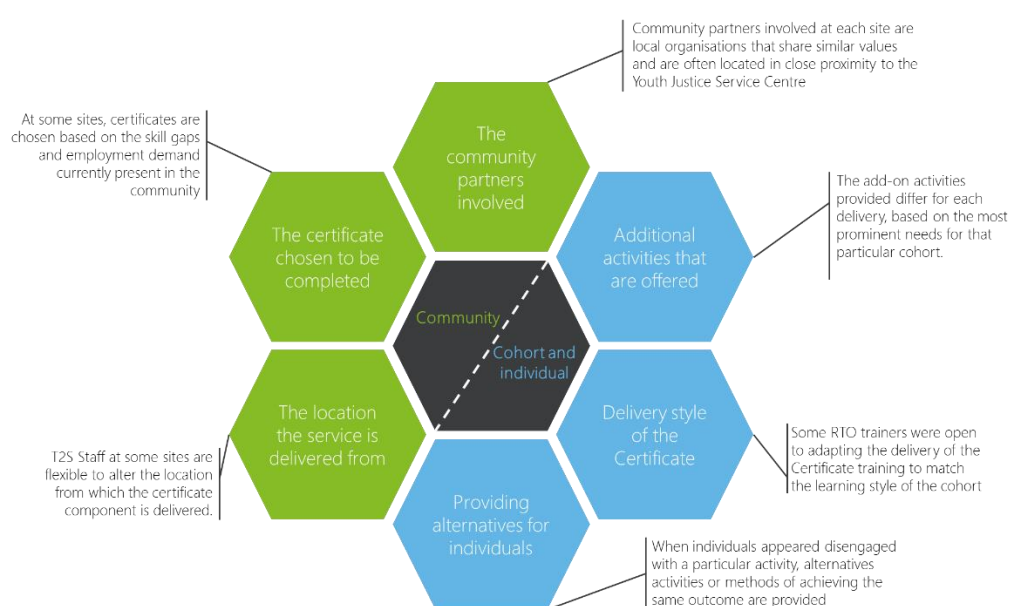 Community partners involved at each site are
local organisations that share similar values
and are often located in close proximity to the
Youth Justice Service Centre
At some sites, certificates are
chosen based on the skill gaps
and employment demand
currently present in the
community
The
community
partners
involved
The add-on activities
provided differ for each
delivery, based on the most
prominent needs for that
particular cohort.
The certificate
chosen to be
completed
Additional
activities that
are offered
Community
Cohort and
individual
The location
the service is
delivered from
Delivery style
of the
Certificate
T2S Staff at some sites are
flexible to alter the location
from which the certificate
component is delivered.
Some RTO trainers were open
to adapting the delivery of the
Certificate training to match
the learning style of the cohort
Providing
alternatives for
individuals
When individuals appeared disengaged
with a particular activity, alternatives
activities or methods of achieving the
same outcome are provided